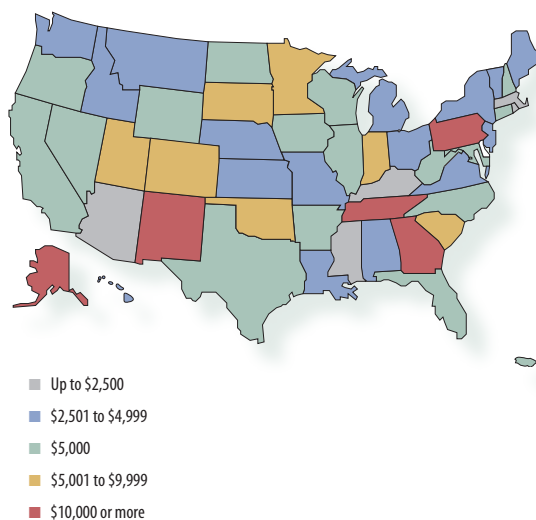 Up to $2,500
$2,501 to $4,999
$5,000
$5,001 to $9,999
$10,000 or more